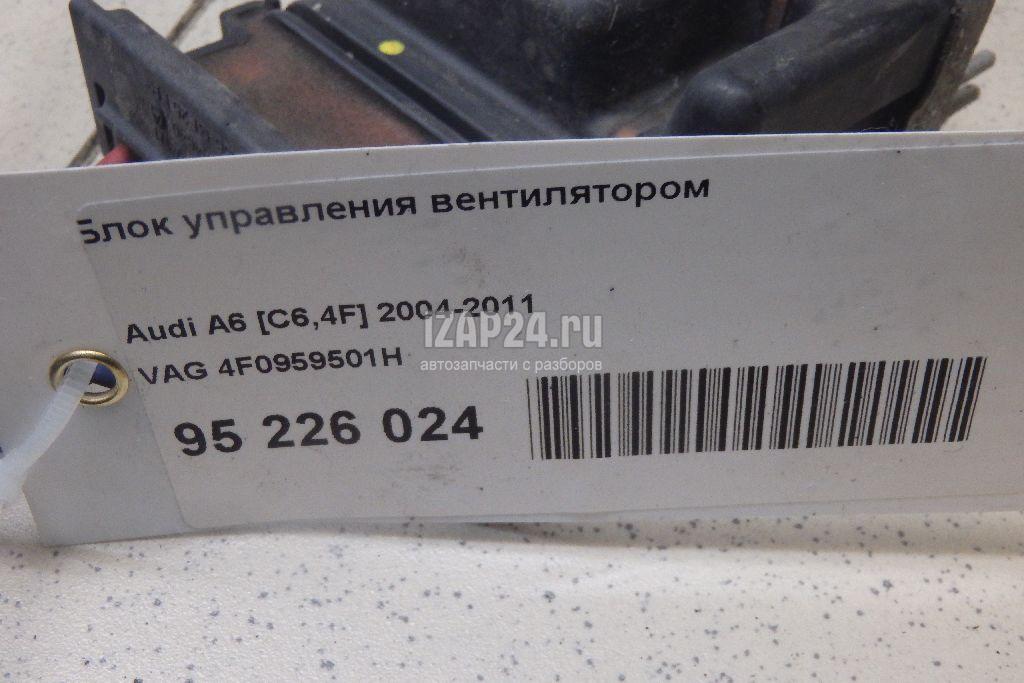 Блок управления вентилятором
Audi A6 [C6,4F] 2004-2011
IZAP24.ru
VAG 4F0959501H
автозапчасти с разборов
95 226 024